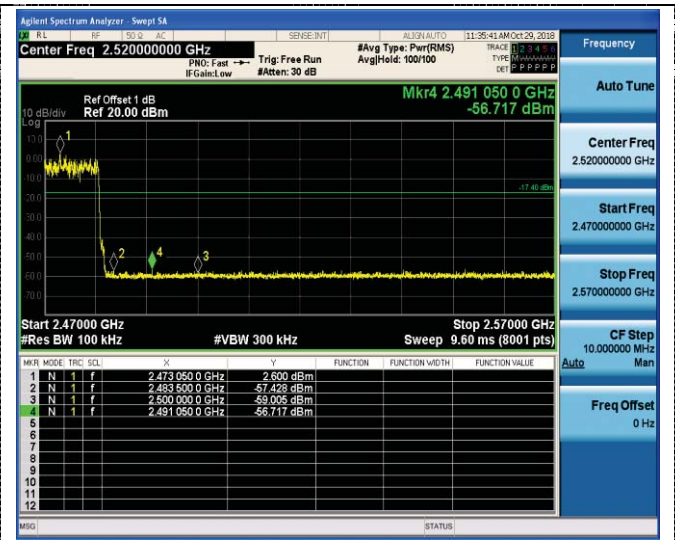 Agilent Spectrum Analyzer - Swept SA
RL RF 50 Ω AC SENSE:INT ALIGNAUTO 11:35:41 AM Oct 29, 2018
Center Freq 2.520000000 GHz
PNO: Fast Trig: Free Run
IFGain:Low #Atten: 30 dB
#Avg Type: Pwr(RMS)
Avg|Hold: 100/100
TRACE 1 2 3 4 5 6
TYPE
DET P P P P P P
Mkr4 2.491 050 0 GHz
-56.717 dBm
Ref Offset 1 dB
10 dB/div Ref 20.00 dBm
Log
10.0
0.00
-10.0
-20.0
-30.0
-40.0
-50.0
-60.0
-70.0
1
-17.40 dBm
2
4
3
Start 2.47000 GHz Stop 2.57000 GHz
#Res BW 100 kHz #VBW 300 kHz Sweep 9.60 ms (8001 pts)
MKR MODE TRC SCL X Y FUNCTION FUNCTION WIDTH FUNCTION VALUE
1 N 1 f 2.473 050 0 GHz 2.600 dBm
2 N 1 f 2.483 500 0 GHz -57.428 dBm
3 N 1 f 2.500 000 0 GHz -59.005 dBm
4 N 1 f 2.491 050 0 GHz -56.717 dBm
5
6
7
8
9
10
11
12
MSG STATUS
Frequency
Auto Tune
Center Freq
2.520000000 GHz
Start Freq
2.470000000 GHz
Stop Freq
2.570000000 GHz
CF Step
10.000000 MHz
Auto Man
Freq Offset
0 Hz